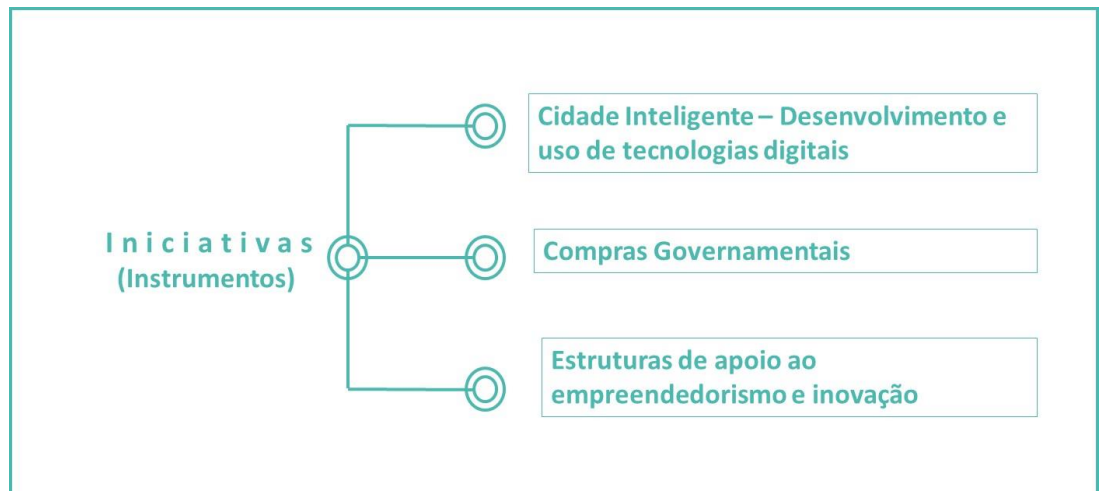 Iniciativas
(Instrumentos)
Cidade Inteligente – Desenvolvimento e
uso de tecnologias digitais
Compras Governamentais
Estruturas de apoio ao
empreendedorismo e inovação